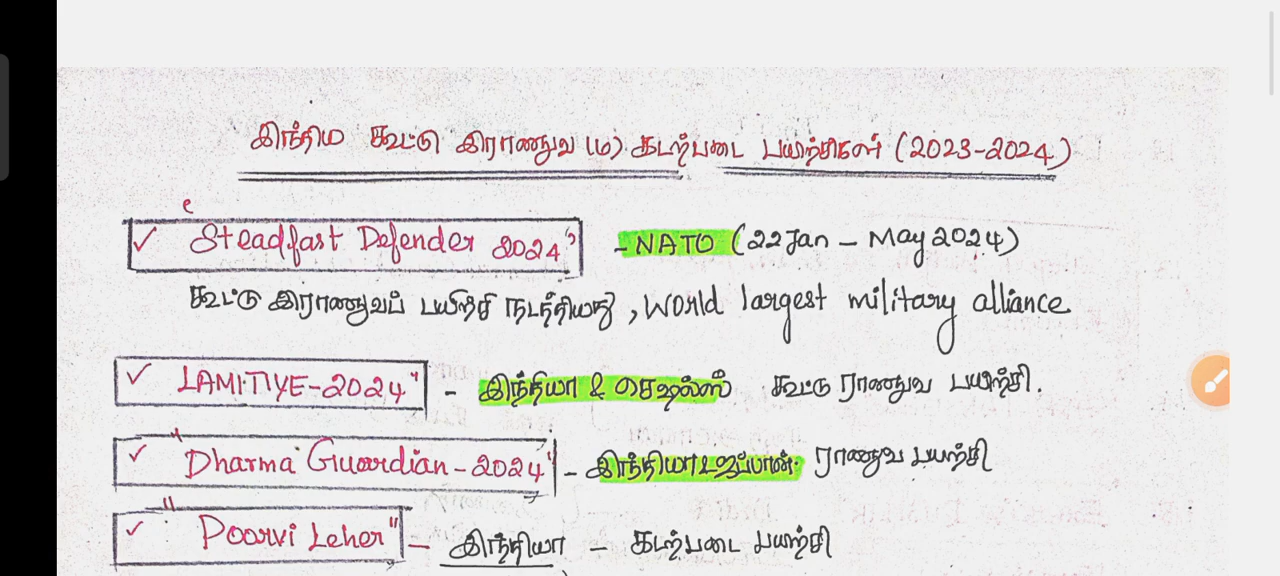 இந்திய கூட்டு இராணுவ (ம) கடற்படை பயிற்சிகள் (2023-2024)
✓ "Steadfast Defender 2024" - NATO (22 Jan - May 2024)
கூட்டு இராணுவப் பயிற்சி நடத்தியது, World largest military alliance
✓ LAMITIYE-2024" - இந்தியா & செஷல்ஸ் கூட்டு ராணுவ பயிற்சி.
✓ "Dharma Guardian-2024" - இந்தியா & ஜப்பான். ராணுவ பயிற்சி
✓ "Poorvi Leher" - இந்தியா - கடற்படை பயிற்சி